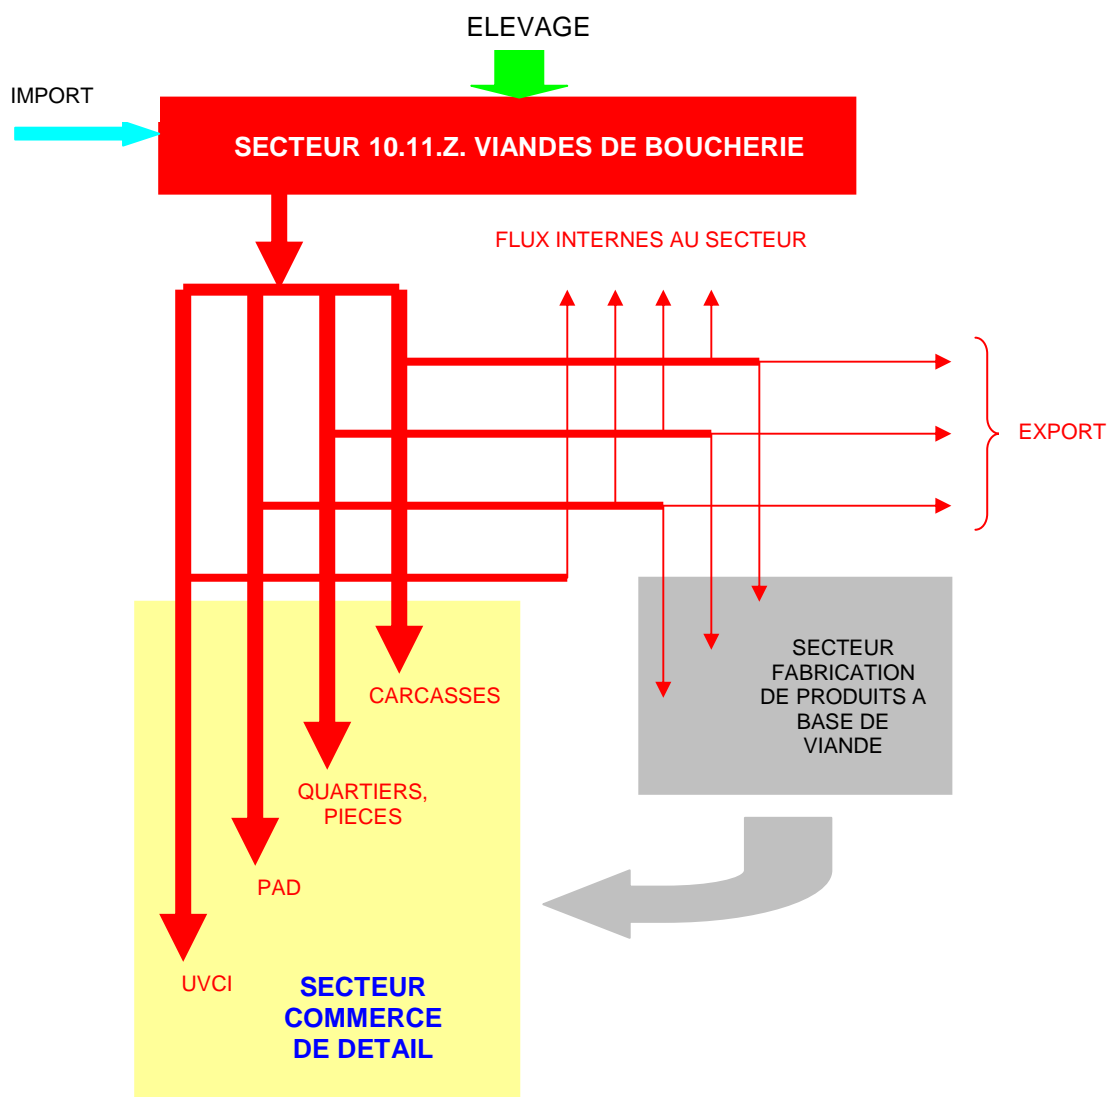 ELEVAGE
IMPORT
SECTEUR 10.11.Z. VIANDES DE BOUCHERIE
FLUX INTERNES AU SECTEUR
EXPORT
SECTEUR
FABRICATION
DE PRODUITS A
BASE DE
VIANDE
CARCASSES
QUARTIERS,
PIECES
PAD
UVCI
SECTEUR
COMMERCE
DE DETAIL